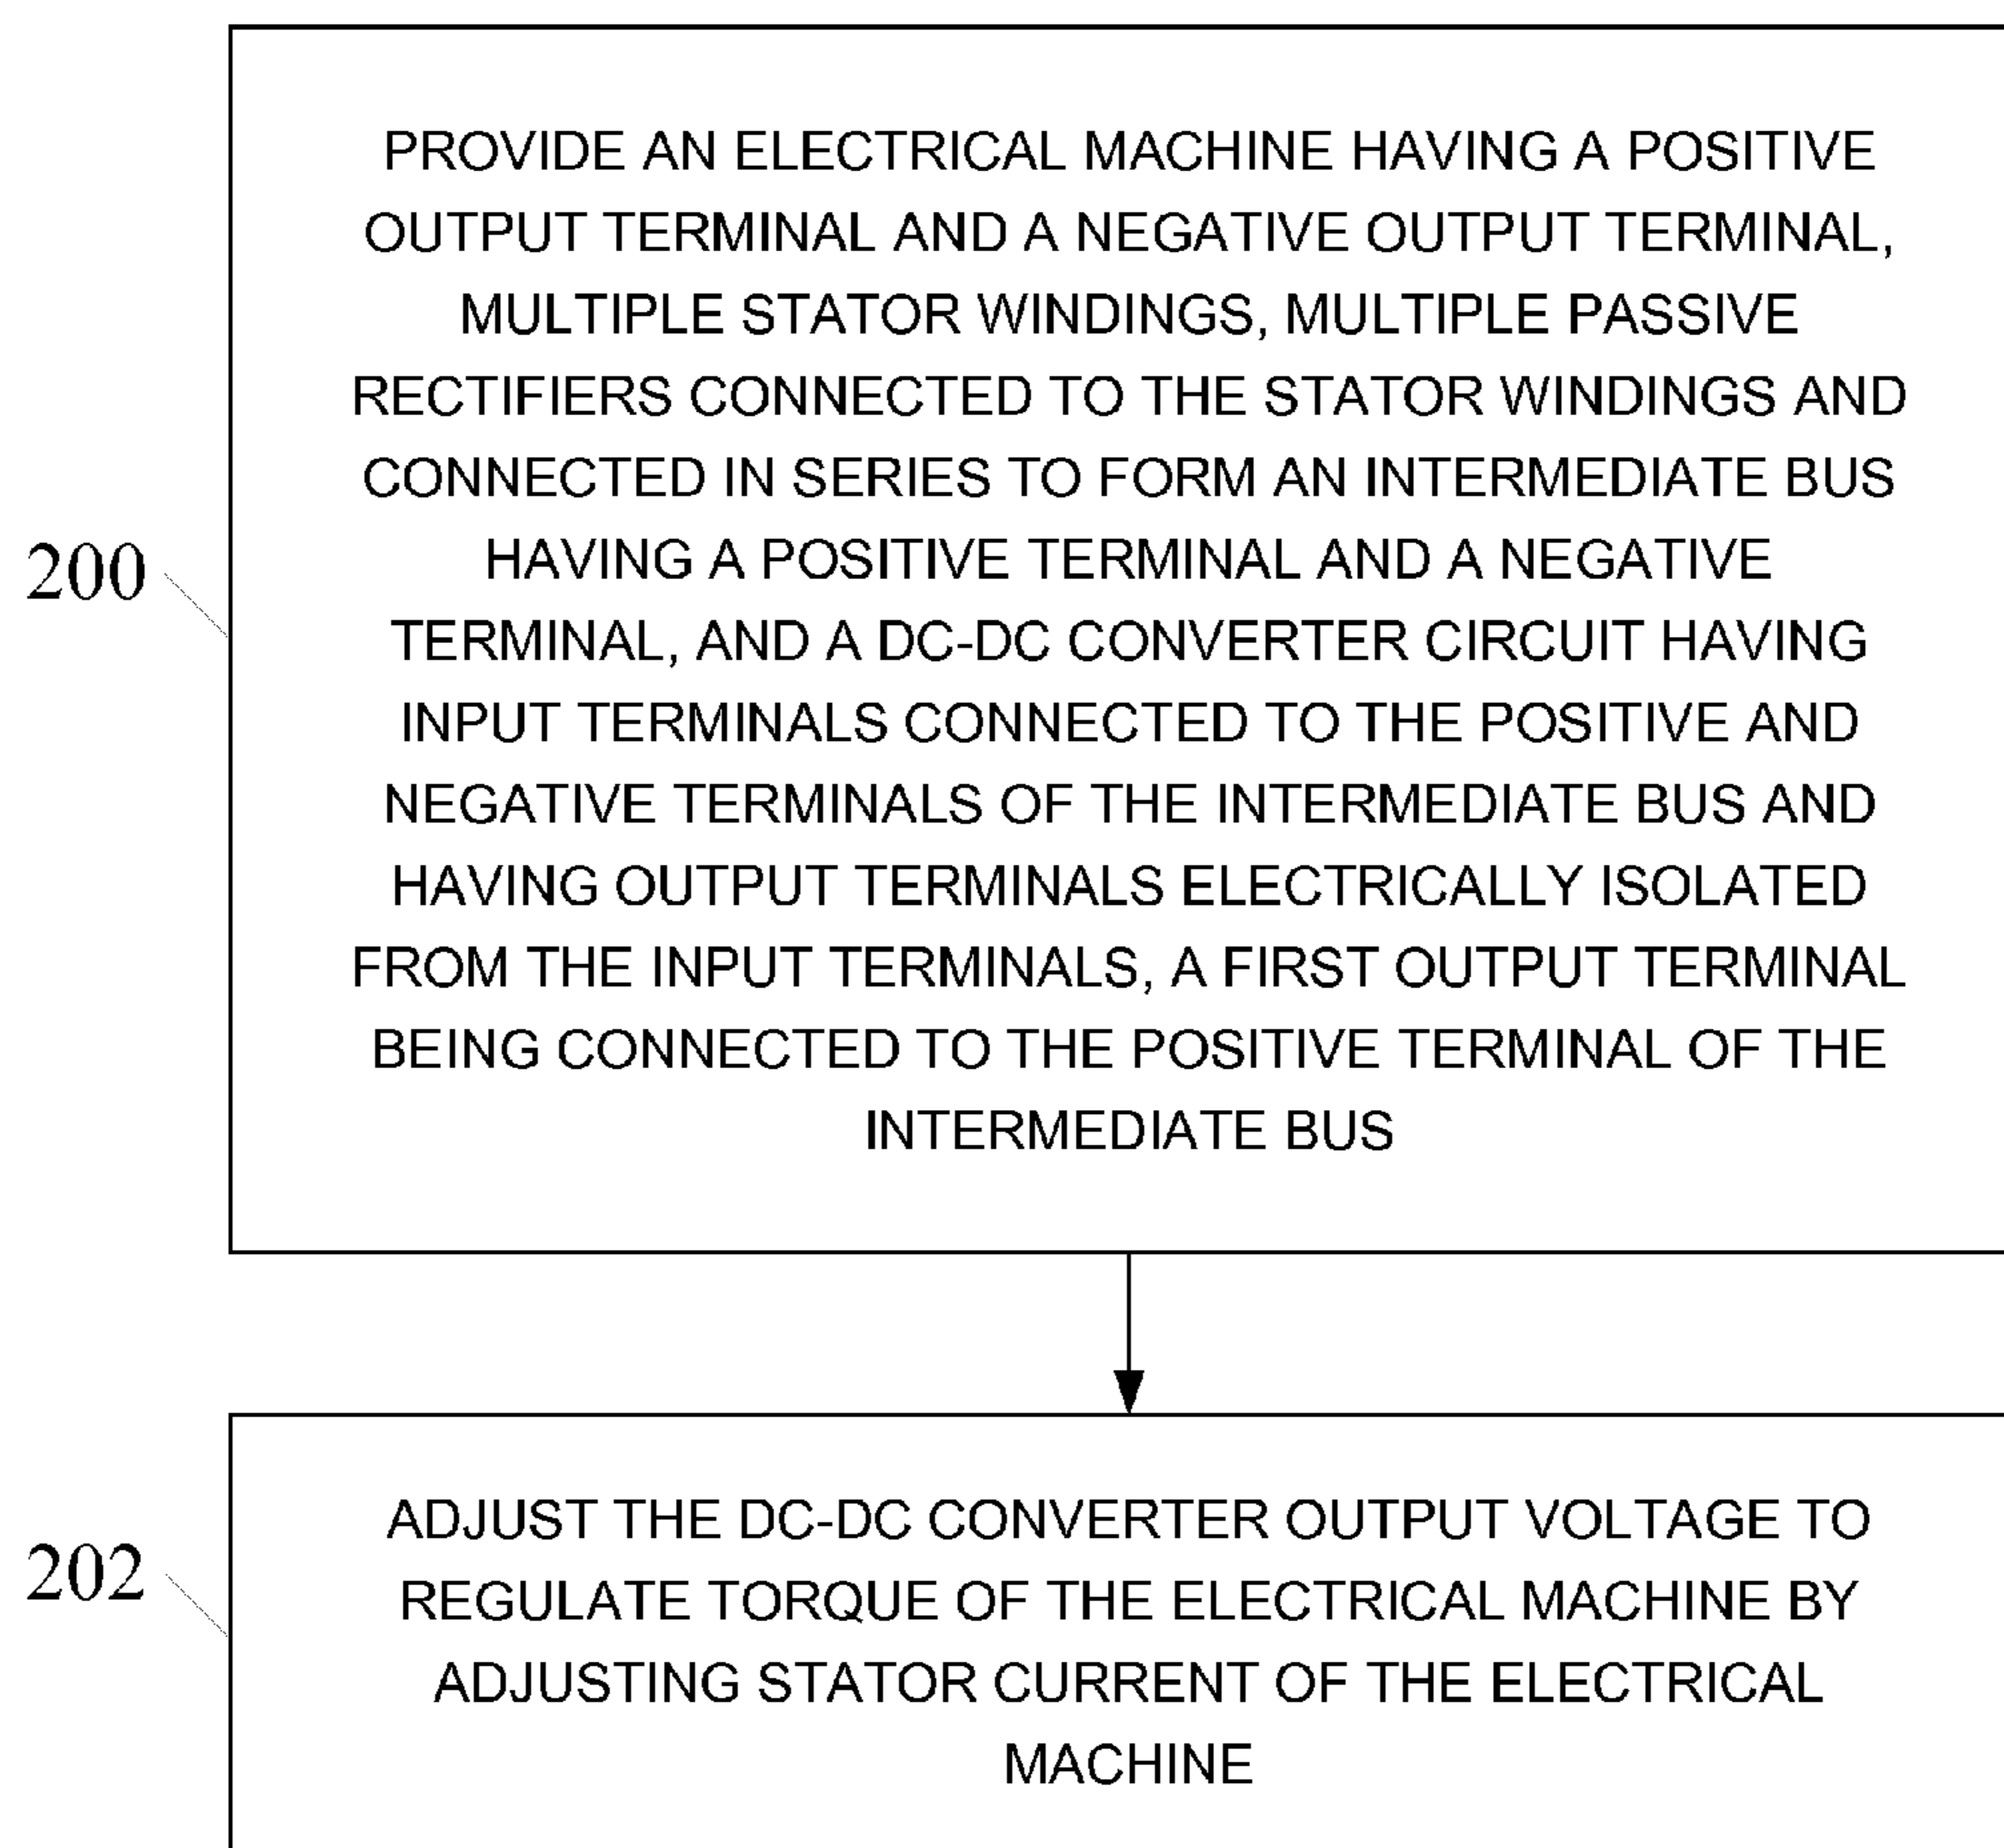 PROVIDE AN ELECTRICAL MACHINE HAVING A POSITIVE
OUTPUT TERMINAL AND A NEGATIVE OUTPUT TERMINAL,
MULTIPLE STATOR WINDINGS, MULTIPLE PASSIVE
RECTIFIERS CONNECTED TO THE STATOR WINDINGS AND
CONNECTED IN SERIES TO FORM AN INTERMEDIATE BUS
HAVING A POSITIVE TERMINAL AND A NEGATIVE
TERMINAL, AND A DC-DC CONVERTER CIRCUIT HAVING
INPUT TERMINALS CONNECTED TO THE POSITIVE AND
NEGATIVE TERMINALS OF THE INTERMEDIATE BUS AND
HAVING OUTPUT TERMINALS ELECTRICALLY ISOLATED
FROM THE INPUT TERMINALS, A FIRST OUTPUT TERMINAL
BEING CONNECTED TO THE POSITIVE TERMINAL OF THE
INTERMEDIATE BUS
200
ADJUST THE DC-DC CONVERTER OUTPUT VOLTAGE TO
REGULATE TORQUE OF THE ELECTRICAL MACHINE BY
ADJUSTING STATOR CURRENT OF THE ELECTRICAL
MACHINE
202